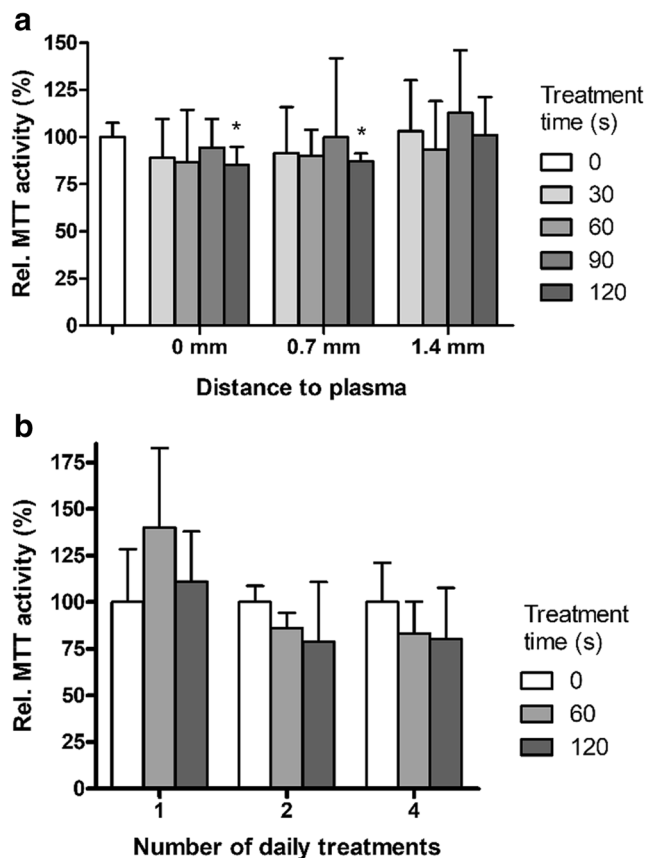 a
Rel. MTT activity (%)
150
125
100
75
50
25
0
*
*
0 mm
0.7 mm
1.4 mm
Distance to plasma
Treatment
time (s)
0
30
60
90
120
b
Rel. MTT activity (%)
175
150
125
100
75
50
25
0
1
2
4
Number of daily treatments
Treatment
time (s)
0
60
120